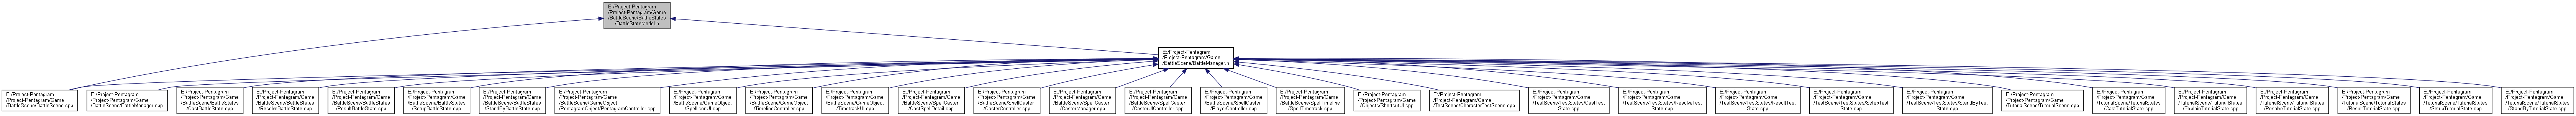 E:/Project-Pentagram
/Project-Pentagram/Game
/BattleScene/BattleStates
/BattleStateModel.h
E:/Project-Pentagram
/Project-Pentagram/Game
/BattleScene/BattleManager.h
E:/Project-Pentagram
/Project-Pentagram/Game
/BattleScene/BattleScene.cpp
E:/Project-Pentagram
/Project-Pentagram/Game
/BattleScene/BattleManager.cpp
E:/Project-Pentagram
/Project-Pentagram/Game
/BattleScene/BattleStates
/CastBattleState.cpp
E:/Project-Pentagram
/Project-Pentagram/Game
/BattleScene/BattleStates
/ResolveBattleState.cpp
E:/Project-Pentagram
/Project-Pentagram/Game
/BattleScene/BattleStates
/ResultBattleState.cpp
E:/Project-Pentagram
/Project-Pentagram/Game
/BattleScene/BattleStates
/SetupBattleState.cpp
E:/Project-Pentagram
/Project-Pentagram/Game
/BattleScene/BattleStates
/StandByBattleState.cpp
E:/Project-Pentagram
/Project-Pentagram/Game
/BattleScene/GameObject
/PentagramObject/PentagramController.cpp
E:/Project-Pentagram
/Project-Pentagram/Game
/BattleScene/GameObject
/SpellIconUI.cpp
E:/Project-Pentagram
/Project-Pentagram/Game
/BattleScene/GameObject
/TimelineController.cpp
E:/Project-Pentagram
/Project-Pentagram/Game
/BattleScene/GameObject
/TimetrackUI.cpp
E:/Project-Pentagram
/Project-Pentagram/Game
/BattleScene/SpellCaster
/CastSpellDetail.cpp
E:/Project-Pentagram
/Project-Pentagram/Game
/BattleScene/SpellCaster
/CasterController.cpp
E:/Project-Pentagram
/Project-Pentagram/Game
/BattleScene/SpellCaster
/CasterManager.cpp
E:/Project-Pentagram
/Project-Pentagram/Game
/BattleScene/SpellCaster
/CasterUIController.cpp
E:/Project-Pentagram
/Project-Pentagram/Game
/BattleScene/SpellCaster
/PlayerController.cpp
E:/Project-Pentagram
/Project-Pentagram/Game
/BattleScene/SpellTimeline
/SpellTimetrack.cpp
E:/Project-Pentagram
/Project-Pentagram/Game
/Objects/ShortcutUI.cpp
E:/Project-Pentagram
/Project-Pentagram/Game
/TestScene/CharacterTestScene.cpp
E:/Project-Pentagram
/Project-Pentagram/Game
/TestScene/TestStates/CastTest
State.cpp
E:/Project-Pentagram
/Project-Pentagram/Game
/TestScene/TestStates/ResolveTest
State.cpp
E:/Project-Pentagram
/Project-Pentagram/Game
/TestScene/TestStates/ResultTest
State.cpp
E:/Project-Pentagram
/Project-Pentagram/Game
/TestScene/TestStates/SetupTest
State.cpp
E:/Project-Pentagram
/Project-Pentagram/Game
/TestScene/TestStates/StandByTest
State.cpp
E:/Project-Pentagram
/Project-Pentagram/Game
/TutorialScene/TutorialScene.cpp
E:/Project-Pentagram
/Project-Pentagram/Game
/TutorialScene/TutorialStates
/CastTutorialState.cpp
E:/Project-Pentagram
/Project-Pentagram/Game
/TutorialScene/TutorialStates
/ExplainTutorialState.cpp
E:/Project-Pentagram
/Project-Pentagram/Game
/TutorialScene/TutorialStates
/ResolveTutorialState.cpp
E:/Project-Pentagram
/Project-Pentagram/Game
/TutorialScene/TutorialStates
/ResultTutorialState.cpp
E:/Project-Pentagram
/Project-Pentagram/Game
/TutorialScene/TutorialStates
/SetupTutorialState.cpp
E:/Project-Pentagram
/Project-Pentagram/Game
/TutorialScene/TutorialStates
/StandByTutorialState.cpp